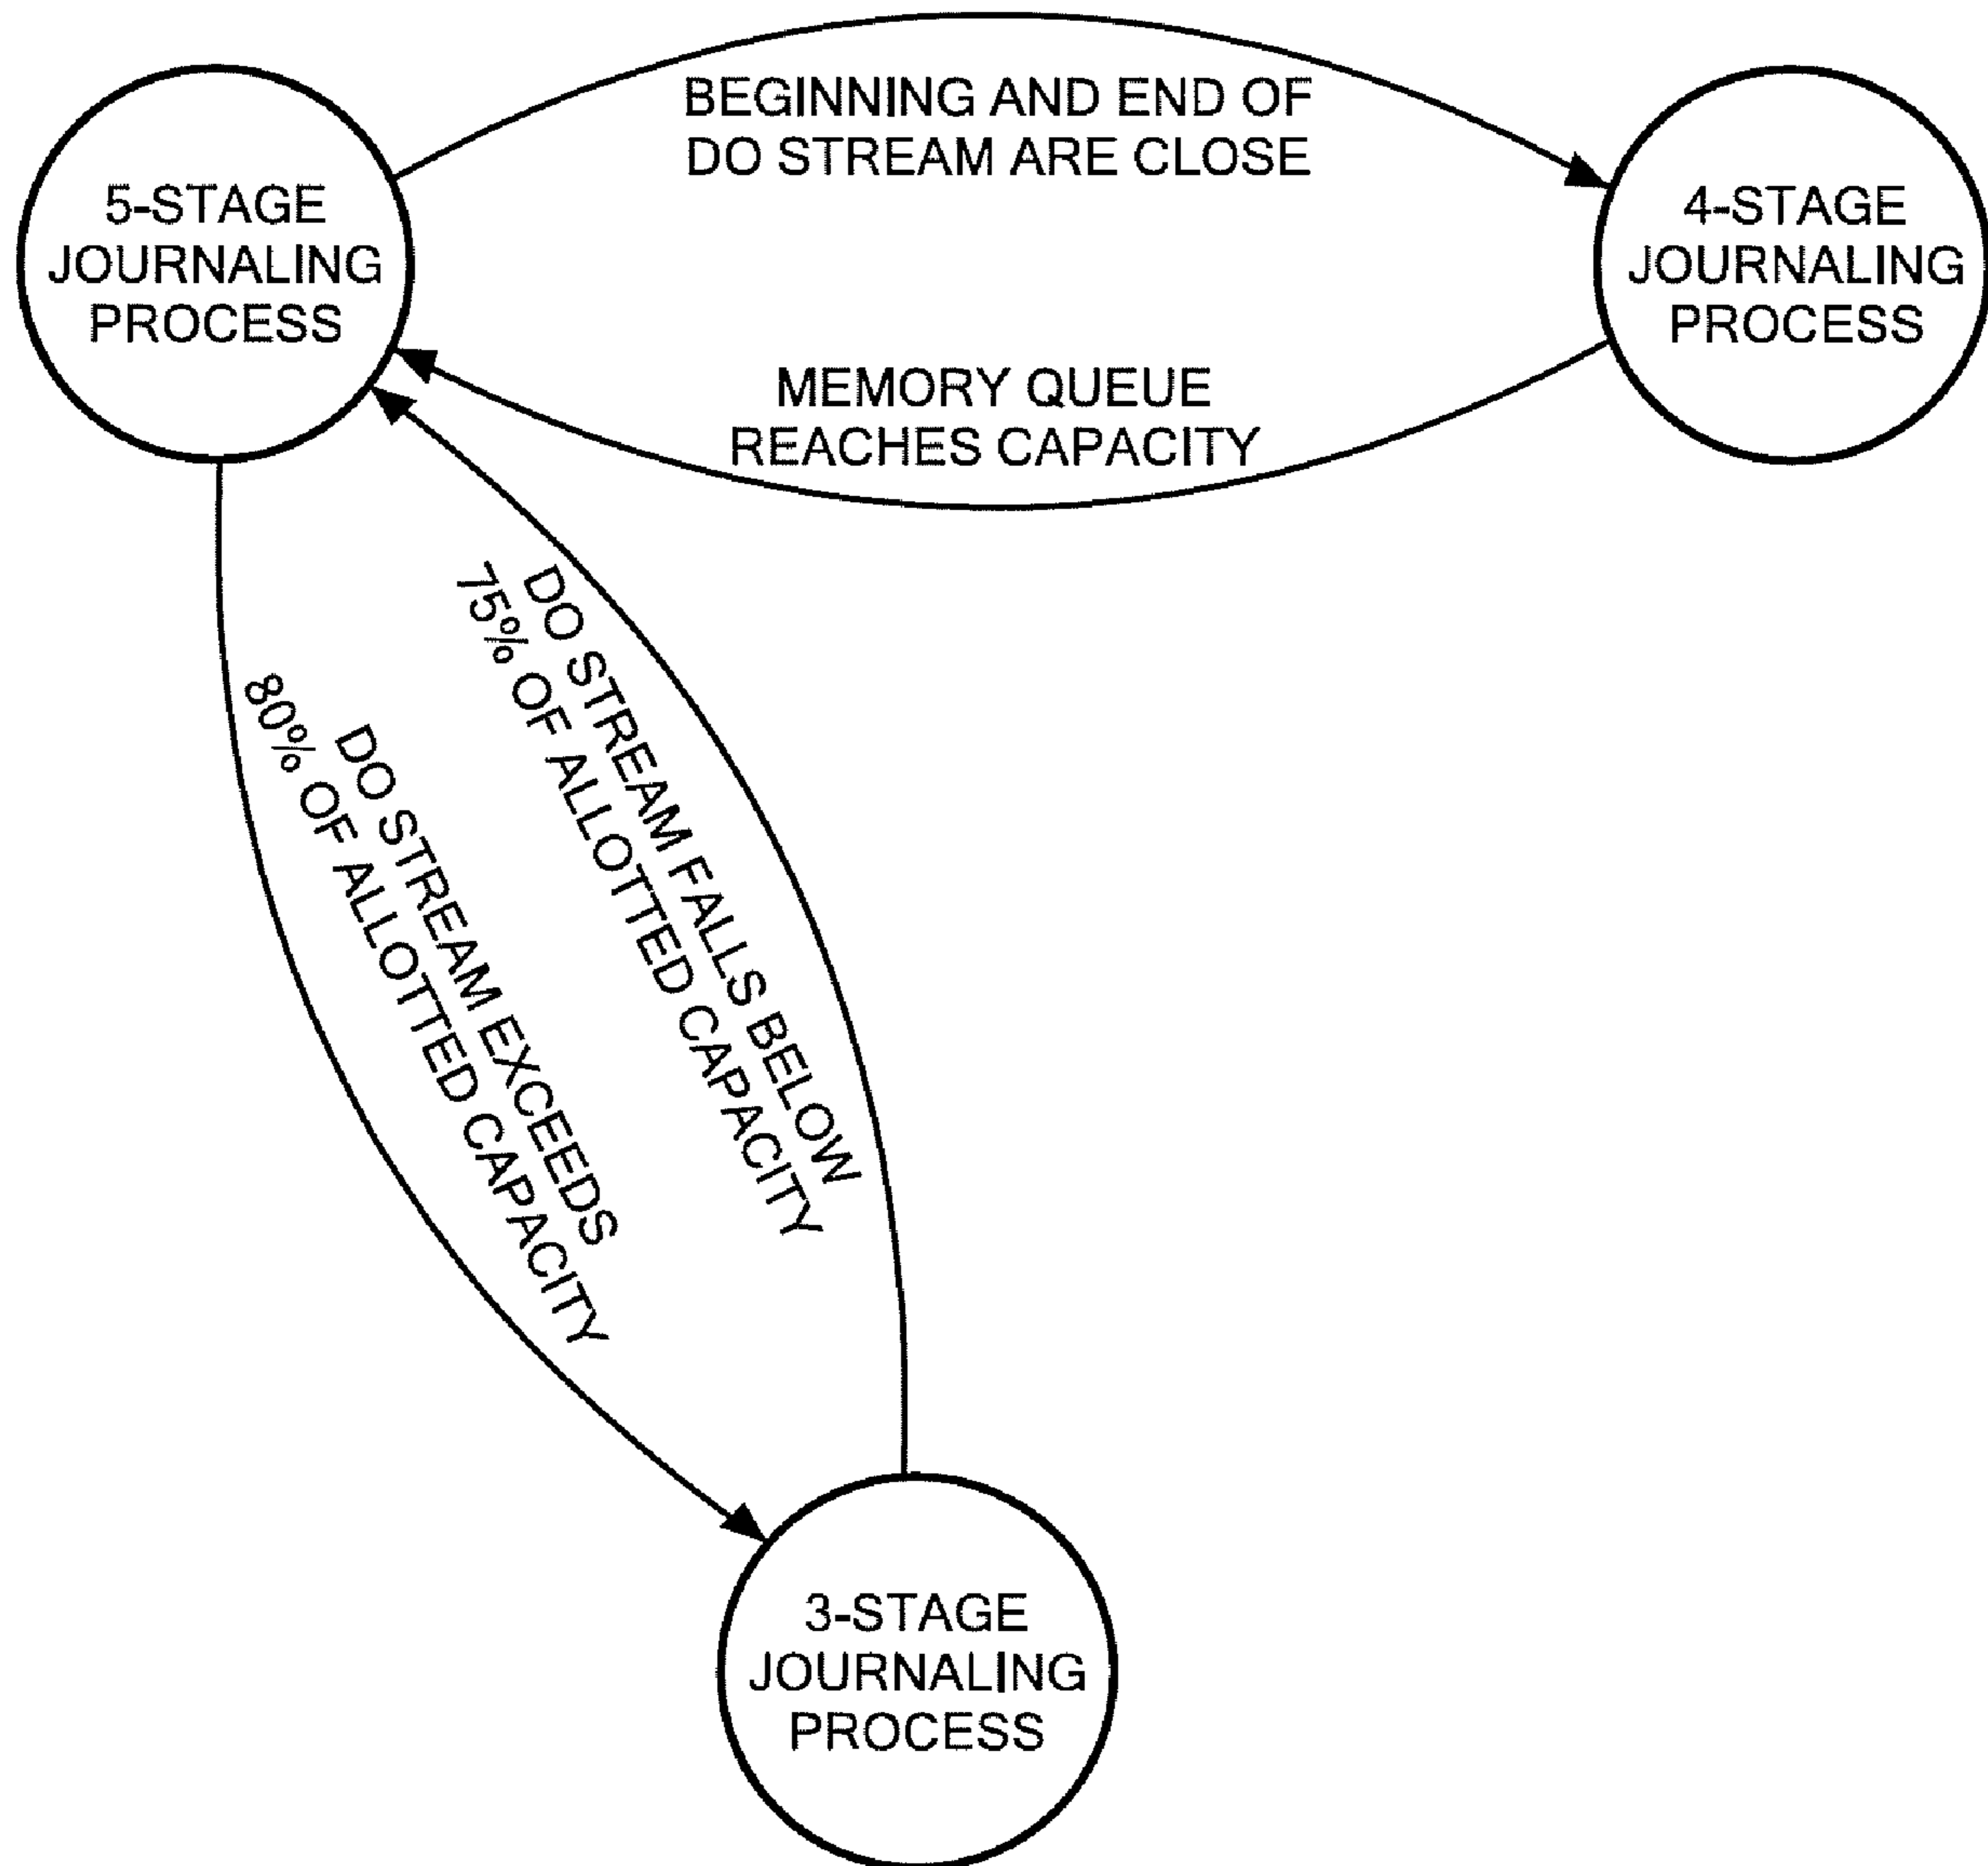 BEGINNING AND END OF
DO STREAM ARE CLOSE
5-STAGE
JOURNALING
PROCESS
4-STAGE
JOURNALING
PROCESS
MEMORY QUEUE
REACHES CAPACITY
DO STREAM FALLS BELOW
75% OF ALLOTTED CAPACITY
DO STREAM EXCEEDS
80% OF ALLOTTED CAPACITY
3-STAGE
JOURNALING
PROCESS